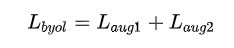 L_{byol} = L_{aug1} + L_{aug2}